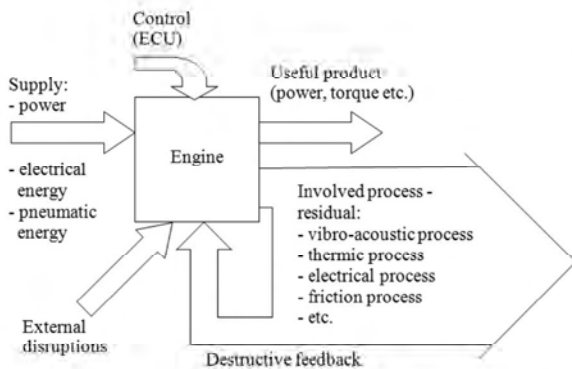 Control
(ECU)
Supply:
- power
- electrical
energy
- pneumatic
energy
Engine
Useful product
(power, torque etc.)
Involved process -
residual:
- vibro-acoustic process
- thermic process
- electrical process
- friction process
- etc.
External
disruptions
Destructive feedback